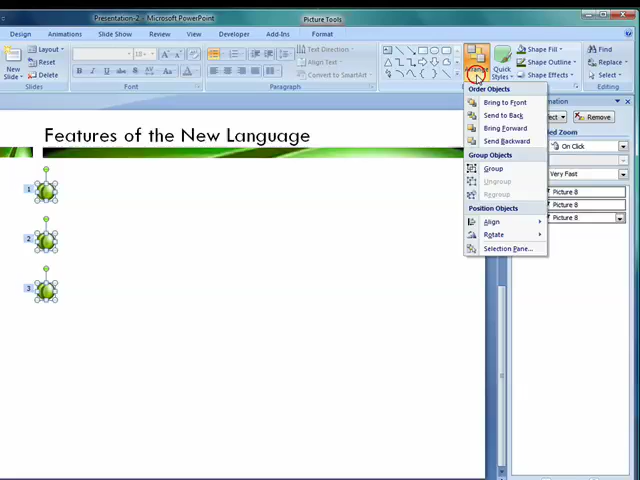 Presentation-2 - Microsoft PowerPoint
Picture Tools
Design Animations Slide Show Review View Developer Add-Ins Format
New
Slide
Layout
Reset
Delete
Slides
B I U S
Font
Paragraph
Text Direction
Align Text
Convert to SmartArt
Drawing
Arrange
Quick
Styles
Shape Fill
Shape Outline
Shape Effects
Find
Replace
Select
Editing
Order Objects
Bring to Front
Send to Back
Bring Forward
Send Backward
Group Objects
Group
Ungroup
Regroup
Position Objects
Align
Rotate
Selection Pane...
Remove
On Click
Very Fast
Picture 8
Picture 8
Picture 8
Features of the New Language
1
2
3